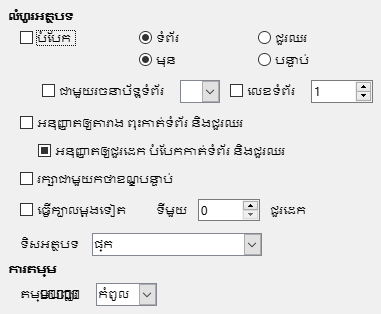 លំហូរអត្ថបទ
បំបែក ទំព័រ ជួរឈរ
មុន បន្ទាប់
ជាមួយរចនាប័ទ្មទំព័រ លេខទំព័រ 1
អនុញ្ញាតឲ្យតារាង ពុះកាត់ទំព័រ និងជួរឈរ
អនុញ្ញាតឲ្យជួរដេក បំបែកកាត់ទំព័រ និងជួរឈរ
រក្សាជាមួយកថាខណ្ឌបន្ទាប់
ធ្វើក្បាលម្ដងទៀត ទីមួយ 0 ជួរដេក
ទិសអត្ថបទ ផ្ដេក
ការតម្រឹម
តម្រឹមបញ្ឈរ កំពូល